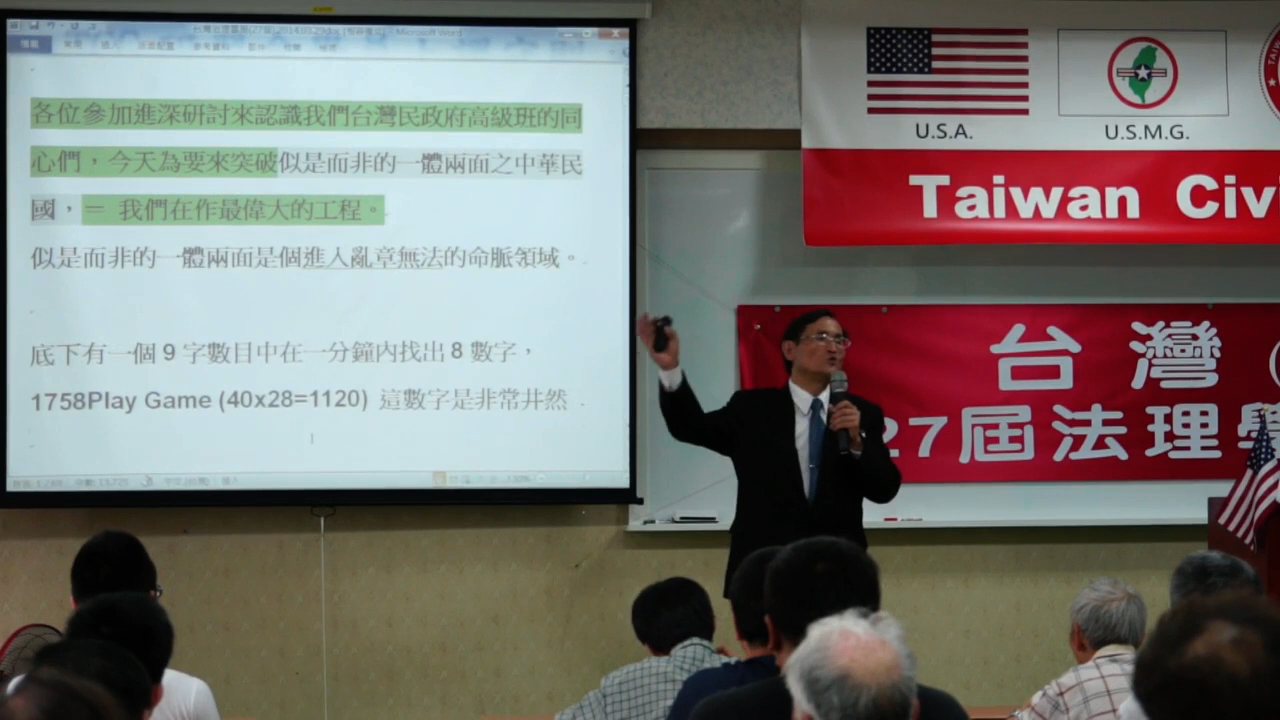 Microsoft Word
各位參加進深研討來認識我們台灣民政府高級班的同
心們，今天為要來突破似是而非的一體兩面之中華民
國，＝ 我們在作最偉大的工程。
似是而非的一體兩面是個進入亂章無法的命脈領域。
底下有一個 9 字數目中在一分鐘內找出 8 數字，
1758Play Game (40x28=1120) 這數字是非常井然
U.S.A.
U.S.M.G.
Taiwan Civi
台灣
27屆法理學